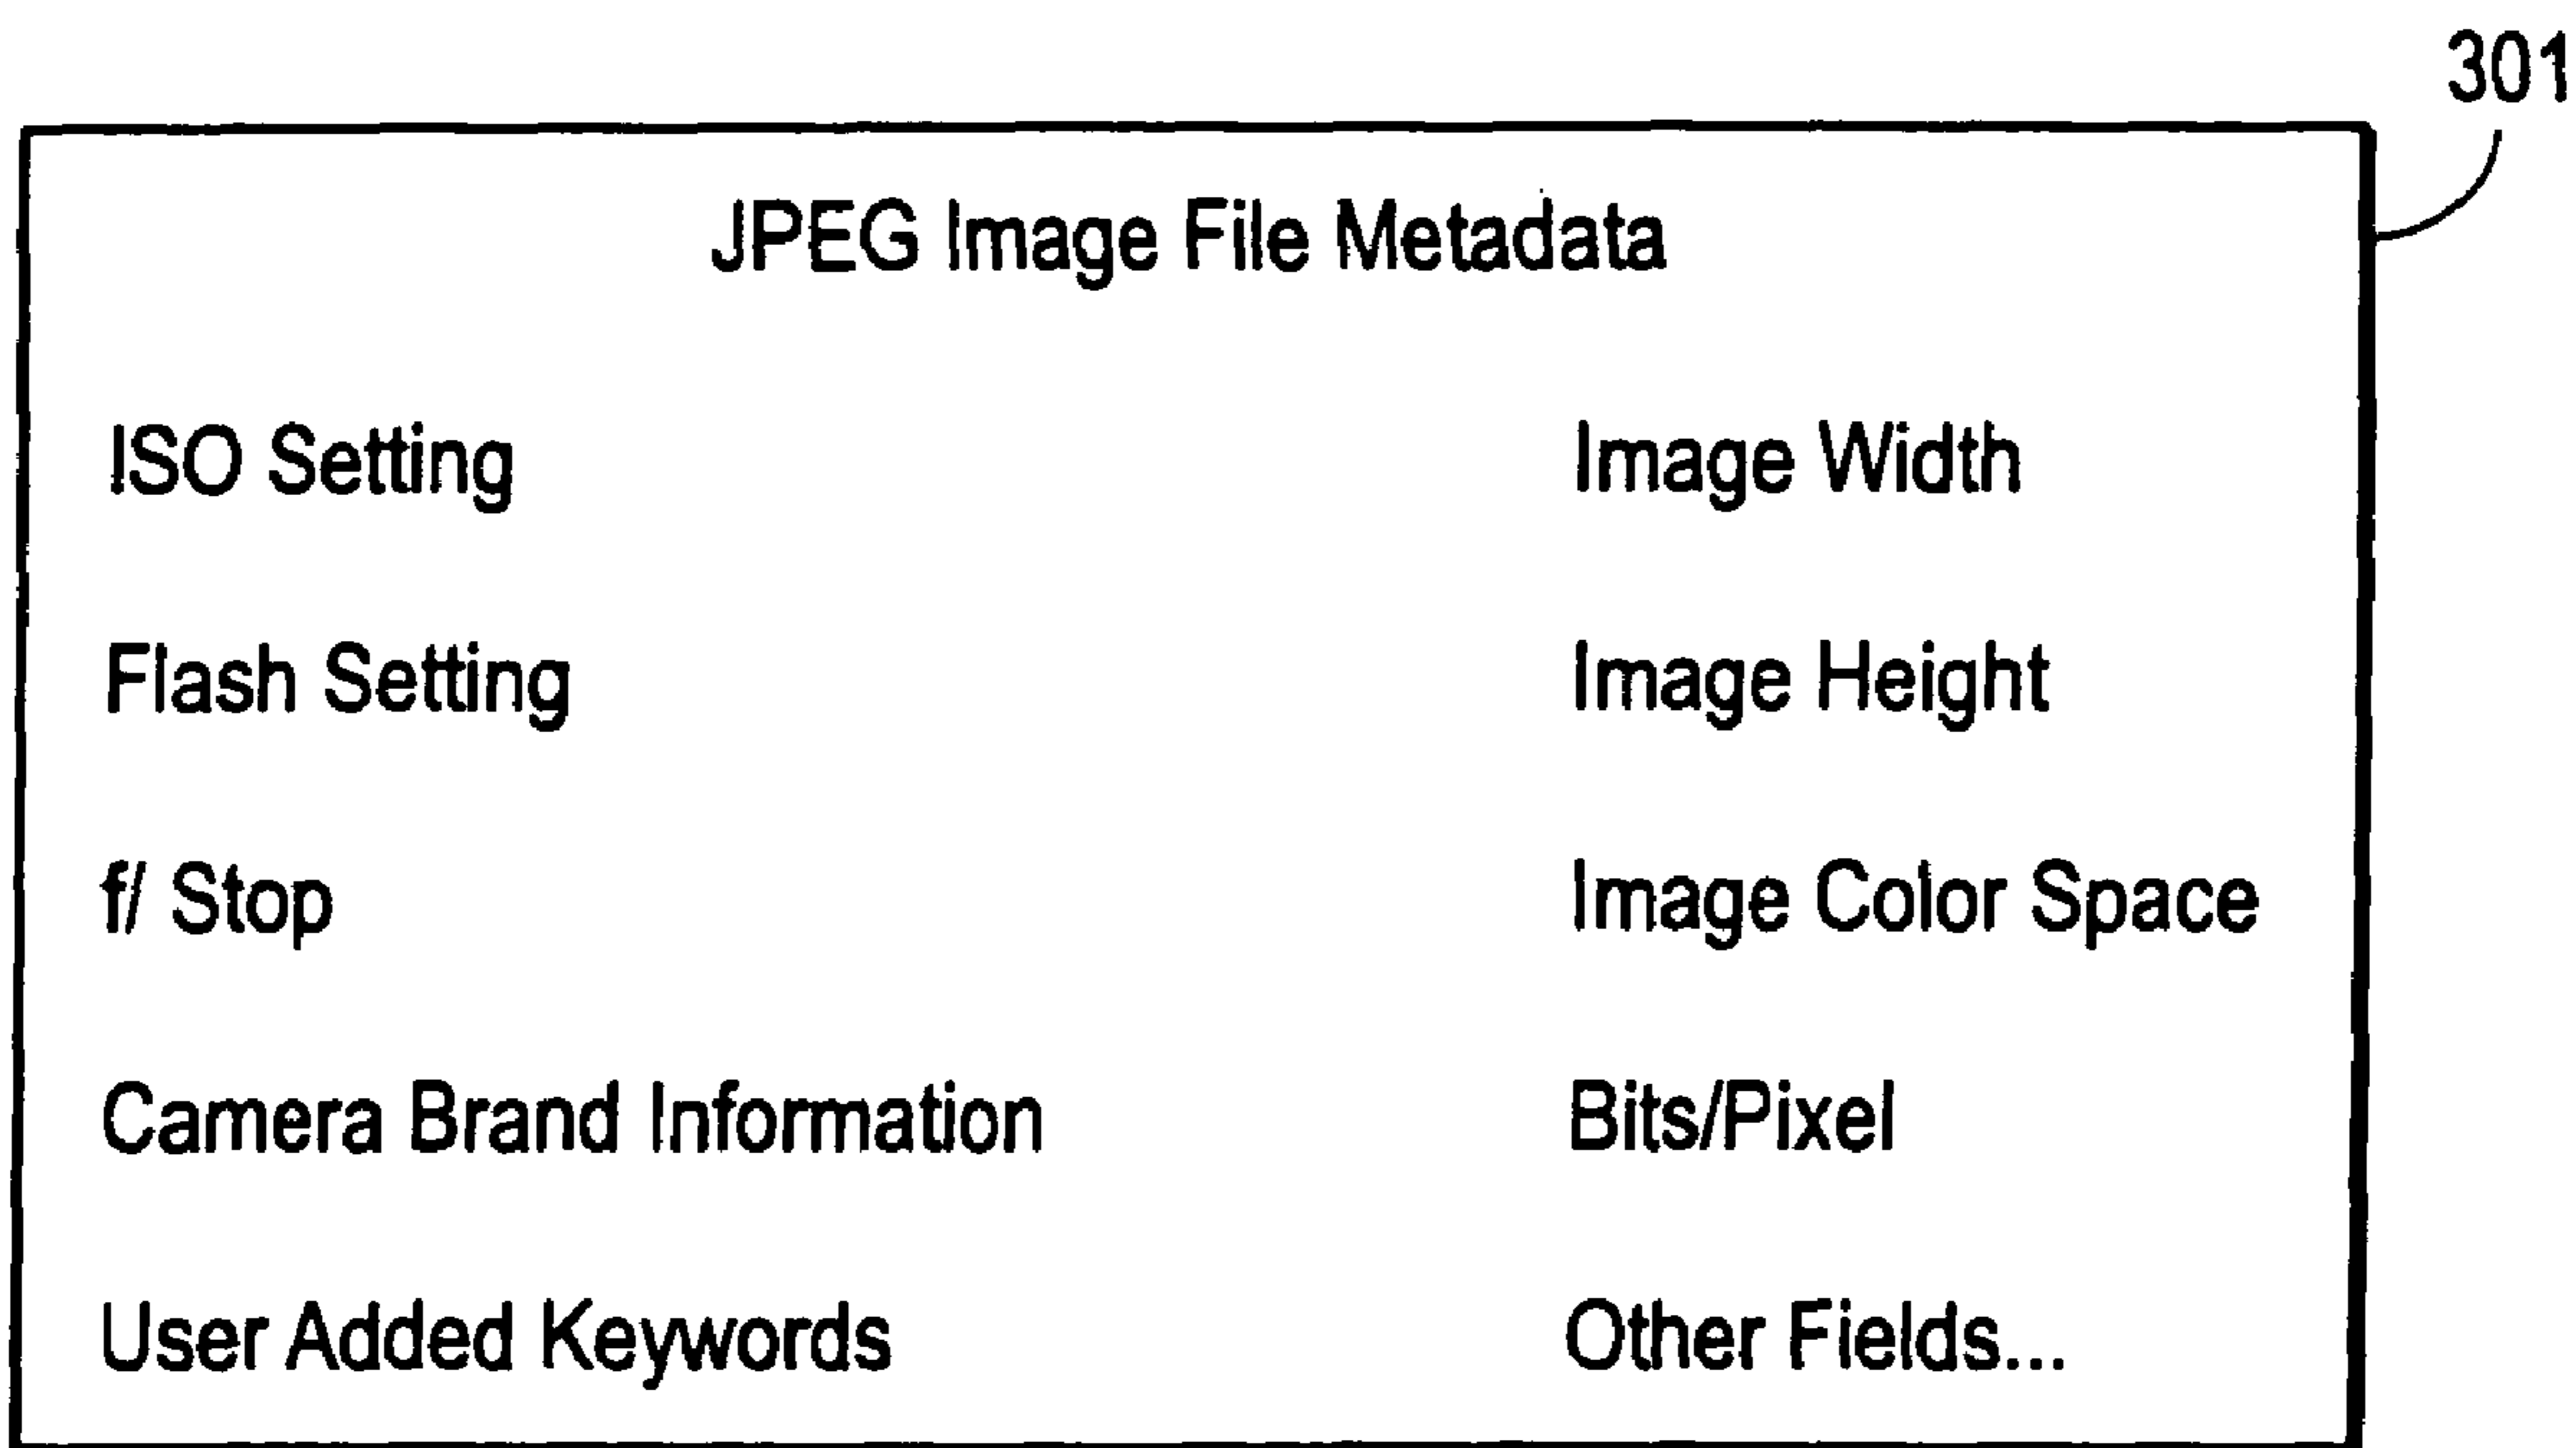 301
JPEG Image File Metadata
ISO Setting
Image Width
Flash Setting
Image Height
f/ Stop
Image Color Space
Camera Brand Information
Bits/Pixel
User Added Keywords
Other Fields...